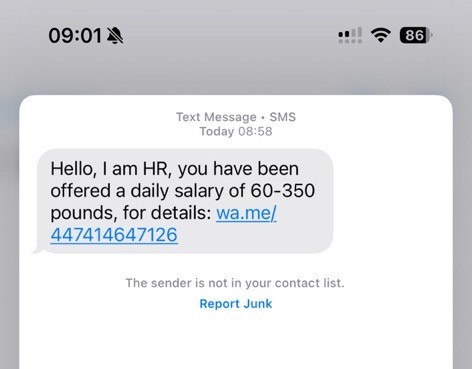 09:01
86
Text Message • SMS
Today 08:58
Hello, I am HR, you have been
offered a daily salary of 60-350
pounds, for details: wa.me/
447414647126
The sender is not in your contact list.
Report Junk